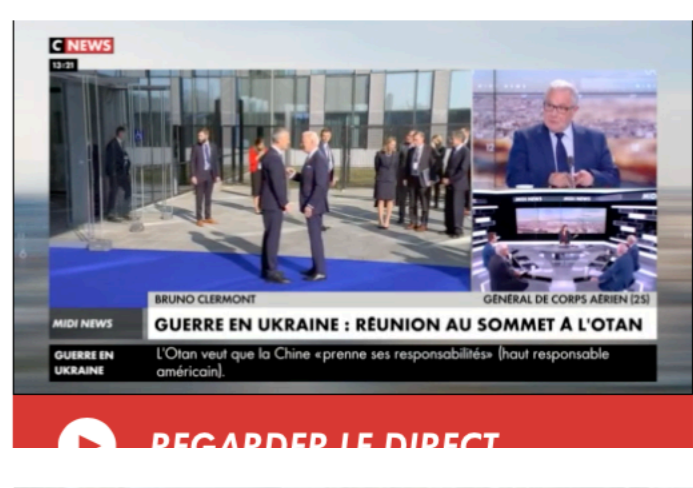 C NEWS
13:21
BRUNO CLERMONT GÉNÉRAL DE CORPS AÉRIEN (2S)
MIDI NEWS GUERRE EN UKRAINE : RÉUNION AU SOMMET À L'OTAN
GUERRE EN UKRAINE
L'Otan veut que la Chine «prenne ses responsabilités» (haut responsable
américain).
REGARDER LE DIRECT